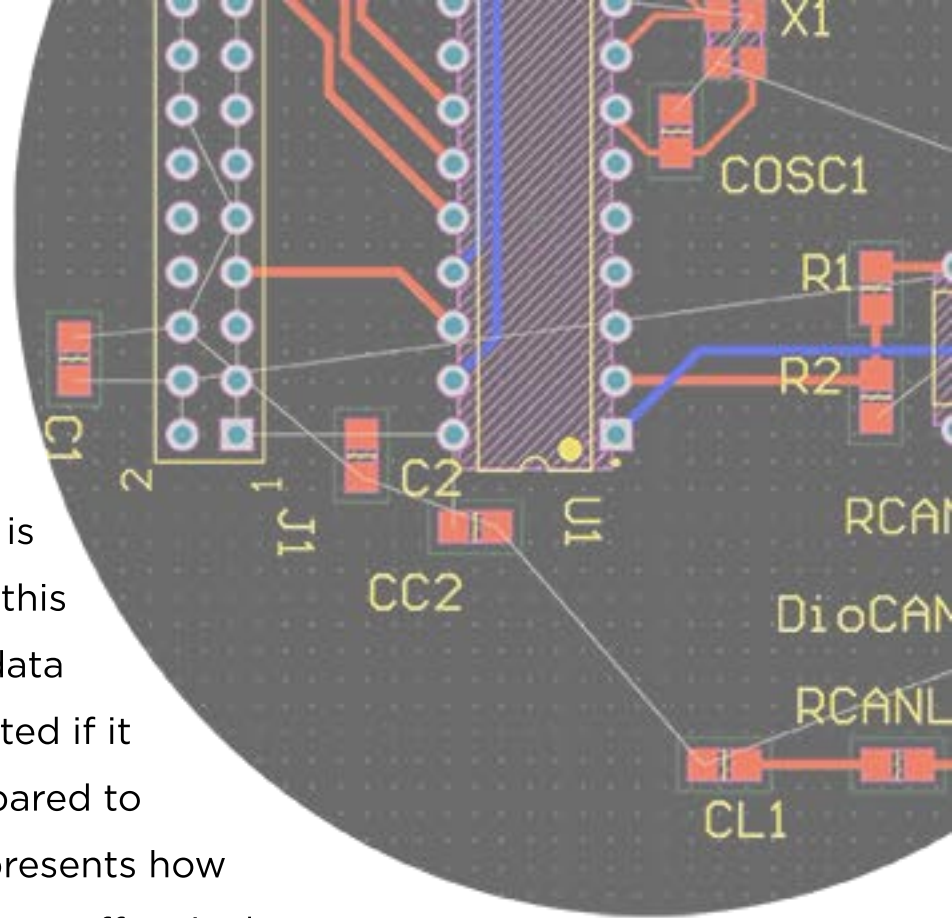 X1
COSC1
R1
R2
C1
2
1
C2
J1
U1
CC2
RCAN
DioCAN
RCANL
CL1
is
this
data
ted if it
pared to
presents how